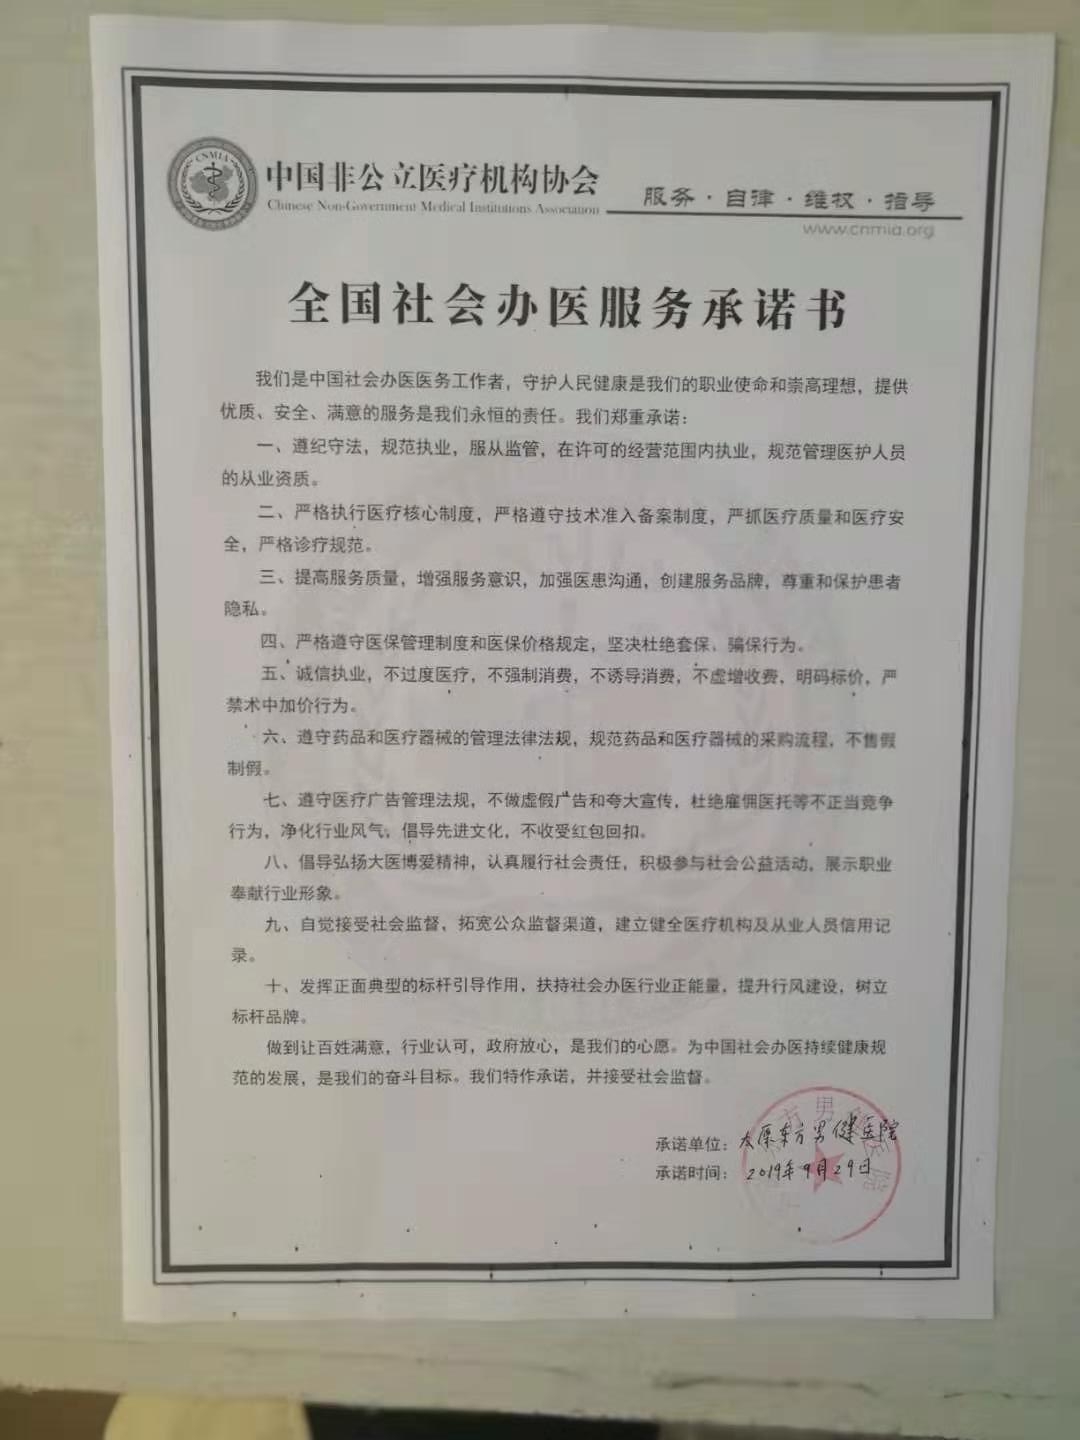 CNMIA
中国非公立医疗机构协会
Chinese Non-Government Medical Institutions Association
服务·自律·维权·指导
www.cnmia.org
全国社会办医服务承诺书
我们是中国社会办医医务工作者，守护人民健康是我们的职业使命和崇高理想，提供
优质、安全、满意的服务是我们永恒的责任。我们郑重承诺：
一、遵纪守法，规范执业，服从监管，在许可的经营范围内执业，规范管理医护人员
的从业资质。
二、严格执行医疗核心制度，严格遵守技术准入备案制度，严抓医疗质量和医疗安
全，严格诊疗规范。
三、提高服务质量，增强服务意识，加强医患沟通，创建服务品牌，尊重和保护患者
隐私。
四、严格遵守医保管理制度和医保价格规定，坚决杜绝套保、骗保行为。
五、诚信执业，不过度医疗，不强制消费，不诱导消费，不虚增收费，明码标价，严
禁术中加价行为。
六、遵守药品和医疗器械的管理法律法规，规范药品和医疗器械的采购流程，不售假
制假。
七、遵守医疗广告管理法规，不做虚假广告和夸大宣传，杜绝雇佣医托等不正当竞争
行为，净化行业风气，倡导先进文化，不收受红包回扣。
八、倡导弘扬大医博爱精神，认真履行社会责任，积极参与社会公益活动，展示职业
奉献行业形象。
九、自觉接受社会监督，拓宽公众监督渠道，建立健全医疗机构及从业人员信用记
录。
十、发挥正面典型的标杆引导作用，扶持社会办医行业正能量，提升行风建设，树立
标杆品牌。
做到让百姓满意，行业认可，政府放心，是我们的心愿。为中国社会办医持续健康规
范的发展，是我们的奋斗目标。我们特作承诺，并接受社会监督。
承诺单位：太原东方男健医院
承诺时间：2019年9月29日